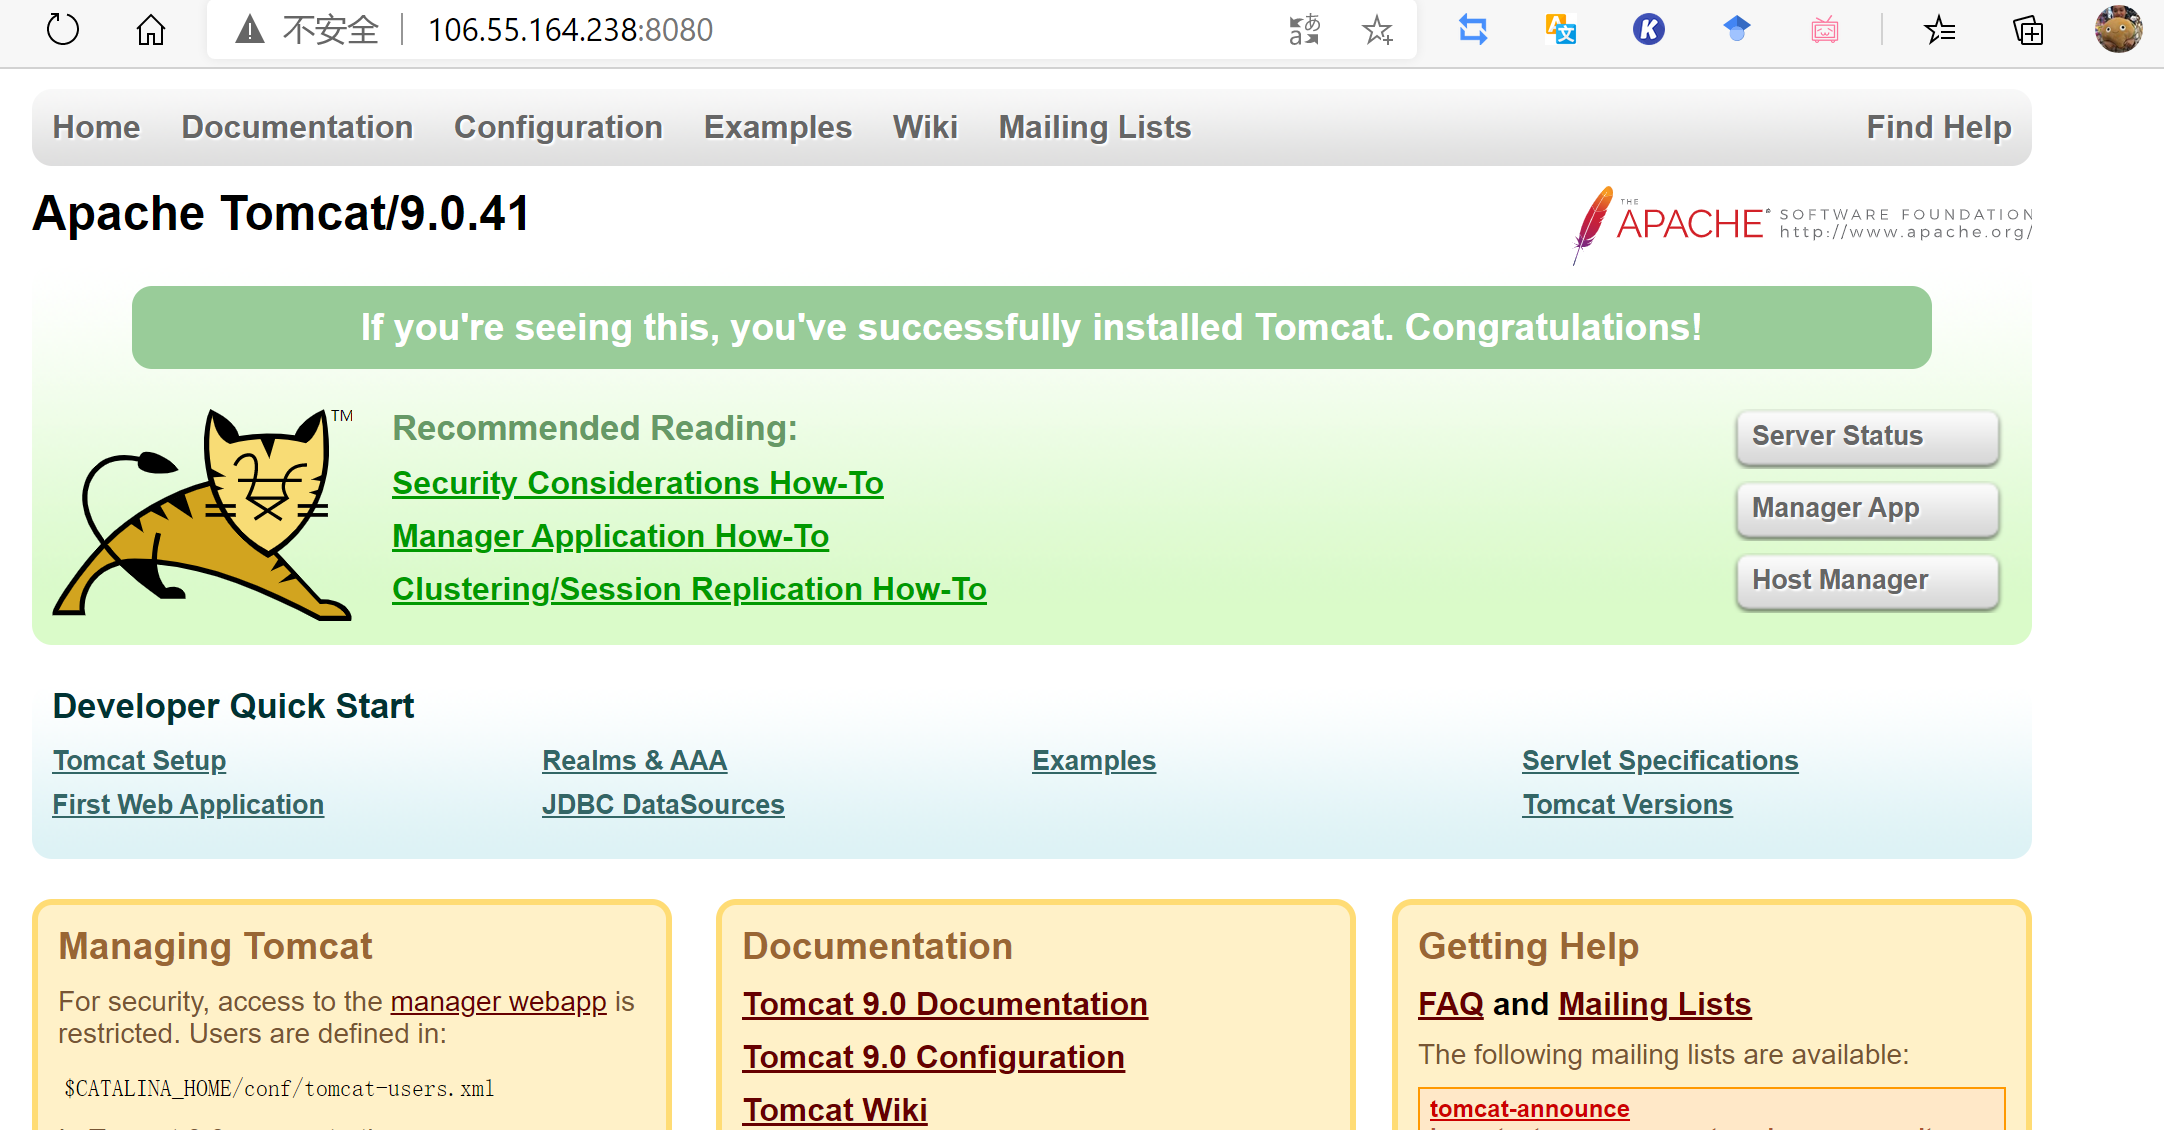 不安全 106.55.164.238:8080
Home Documentation Configuration Examples Wiki Mailing Lists Find Help
Apache Tomcat/9.0.41
THE APACHE® SOFTWARE FOUNDATION
http://www.apache.org/
If you're seeing this, you've successfully installed Tomcat. Congratulations!
TM
Recommended Reading:
Security Considerations How-To
Manager Application How-To
Clustering/Session Replication How-To
Server Status
Manager App
Host Manager
Developer Quick Start
Tomcat Setup
First Web Application
Realms & AAA
JDBC DataSources
Examples
Servlet Specifications
Tomcat Versions
Managing Tomcat
For security, access to the manager webapp is
restricted. Users are defined in:
$CATALINA_HOME/conf/tomcat-users.xml
Documentation
Tomcat 9.0 Documentation
Tomcat 9.0 Configuration
Tomcat Wiki
Getting Help
FAQ and Mailing Lists
The following mailing lists are available:
tomcat-announce